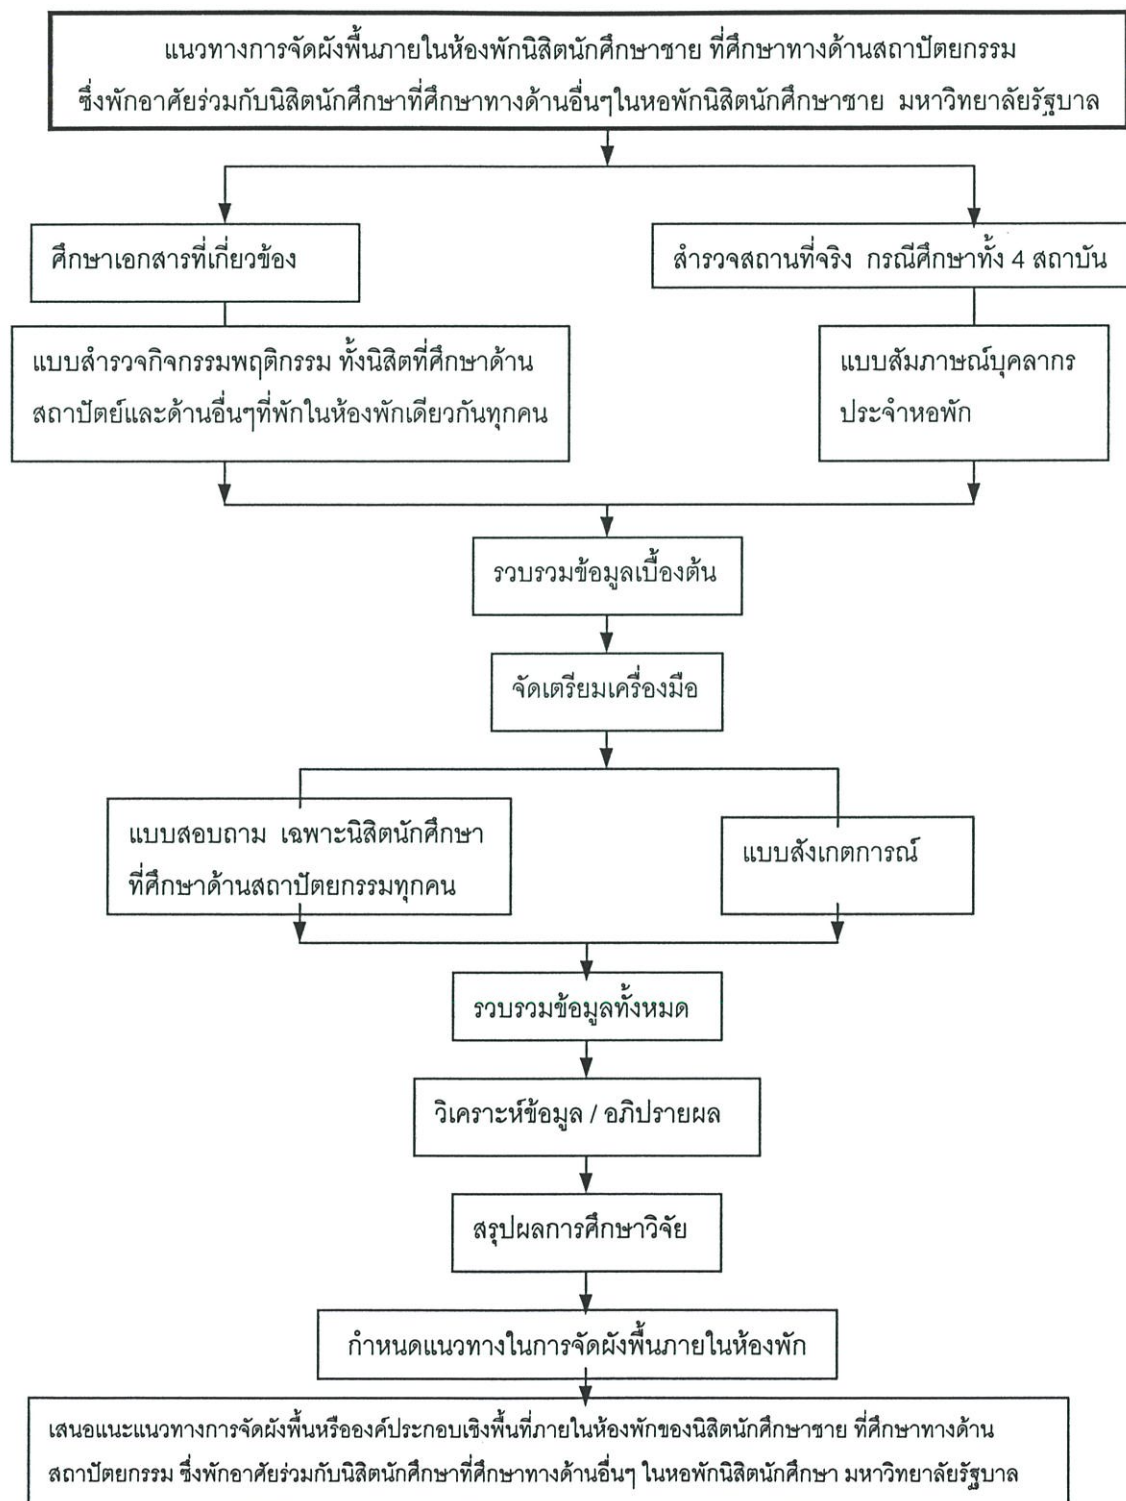 แนวทางการจัดผังพื้นภายในห้องพักนิสิตนักศึกษาชาย ที่ศึกษาทางด้านสถาปัตยกรรม
ซึ่งพักอาศัยร่วมกับนิสิตนักศึกษาที่ศึกษาทางด้านอื่นๆในหอพักนิสิตนักศึกษาชาย มหาวิทยาลัยรัฐบาล
ศึกษาเอกสารที่เกี่ยวข้อง
สำรวจสถานที่จริง กรณีศึกษาทั้ง 4 สถาบัน
แบบสำรวจกิจกรรมพฤติกรรม ทั้งนิสิตที่ศึกษาด้าน
สถาปัตย์และด้านอื่นๆที่พักในห้องพักเดียวกันทุกคน
แบบสัมภาษณ์บุคลากร
ประจำหอพัก
รวบรวมข้อมูลเบื้องต้น
จัดเตรียมเครื่องมือ
แบบสอบถาม เฉพาะนิสิตนักศึกษา
ที่ศึกษาด้านสถาปัตยกรรมทุกคน
แบบสังเกตการณ์
รวบรวมข้อมูลทั้งหมด
วิเคราะห์ข้อมูล / อภิปรายผล
สรุปผลการศึกษาวิจัย
กำหนดแนวทางในการจัดผังพื้นภายในห้องพัก
เสนอแนะแนวทางการจัดผังพื้นหรือองค์ประกอบเชิงพื้นที่ภายในห้องพักของนิสิตนักศึกษาชาย ที่ศึกษาทางด้าน
สถาปัตยกรรม ซึ่งพักอาศัยร่วมกับนิสิตนักศึกษาที่ศึกษาทางด้านอื่นๆ ในหอพักนิสิตนักศึกษา มหาวิทยาลัยรัฐบาล